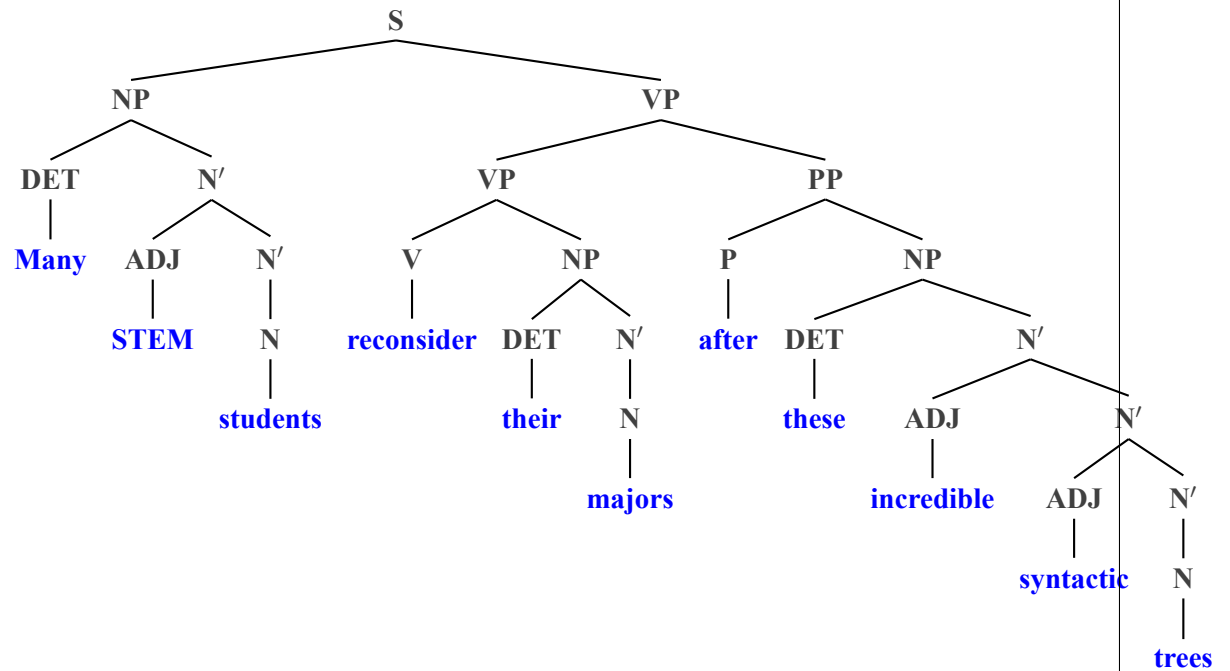 S
NP VP
DET N′ VP PP
Many ADJ N′ V NP P NP
STEM N reconsider DET N′ after DET N′
students their N these ADJ N′
majors incredible ADJ N′
syntactic N
trees